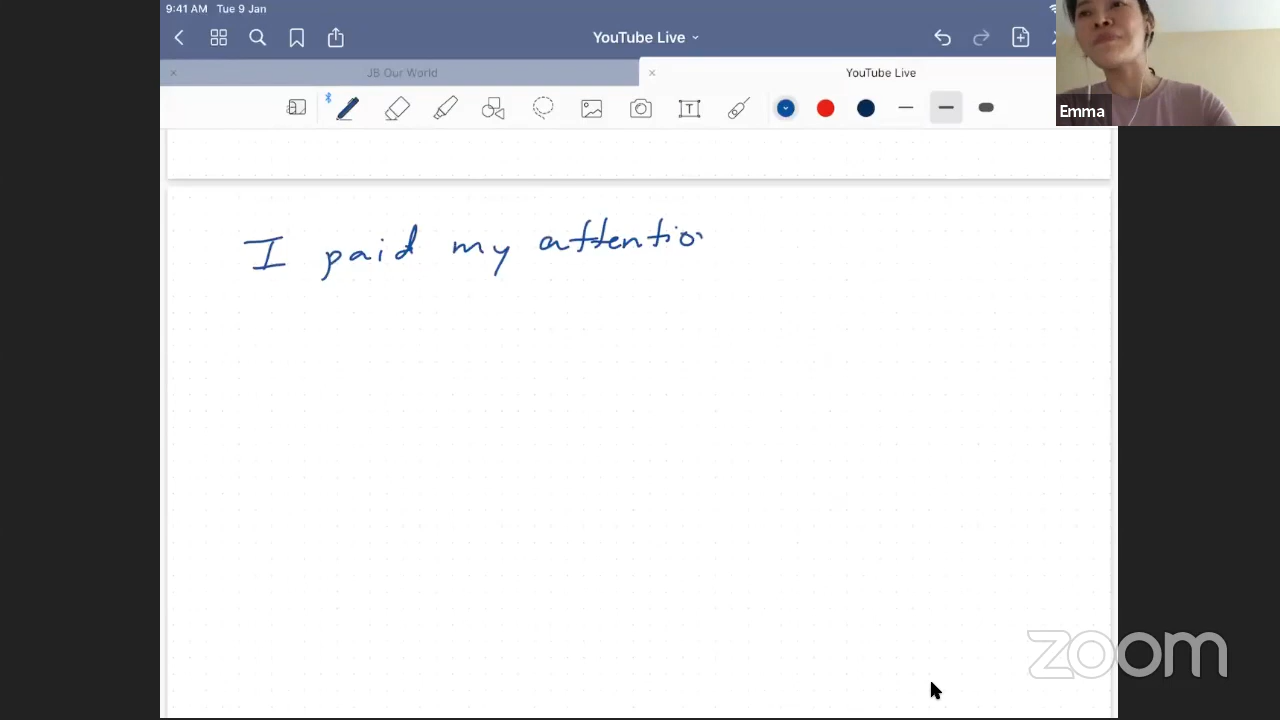 9:41 AM Tue 9 Jan
YouTube Live
JB Our World
YouTube Live
Emma
I paid my attentio
zoom